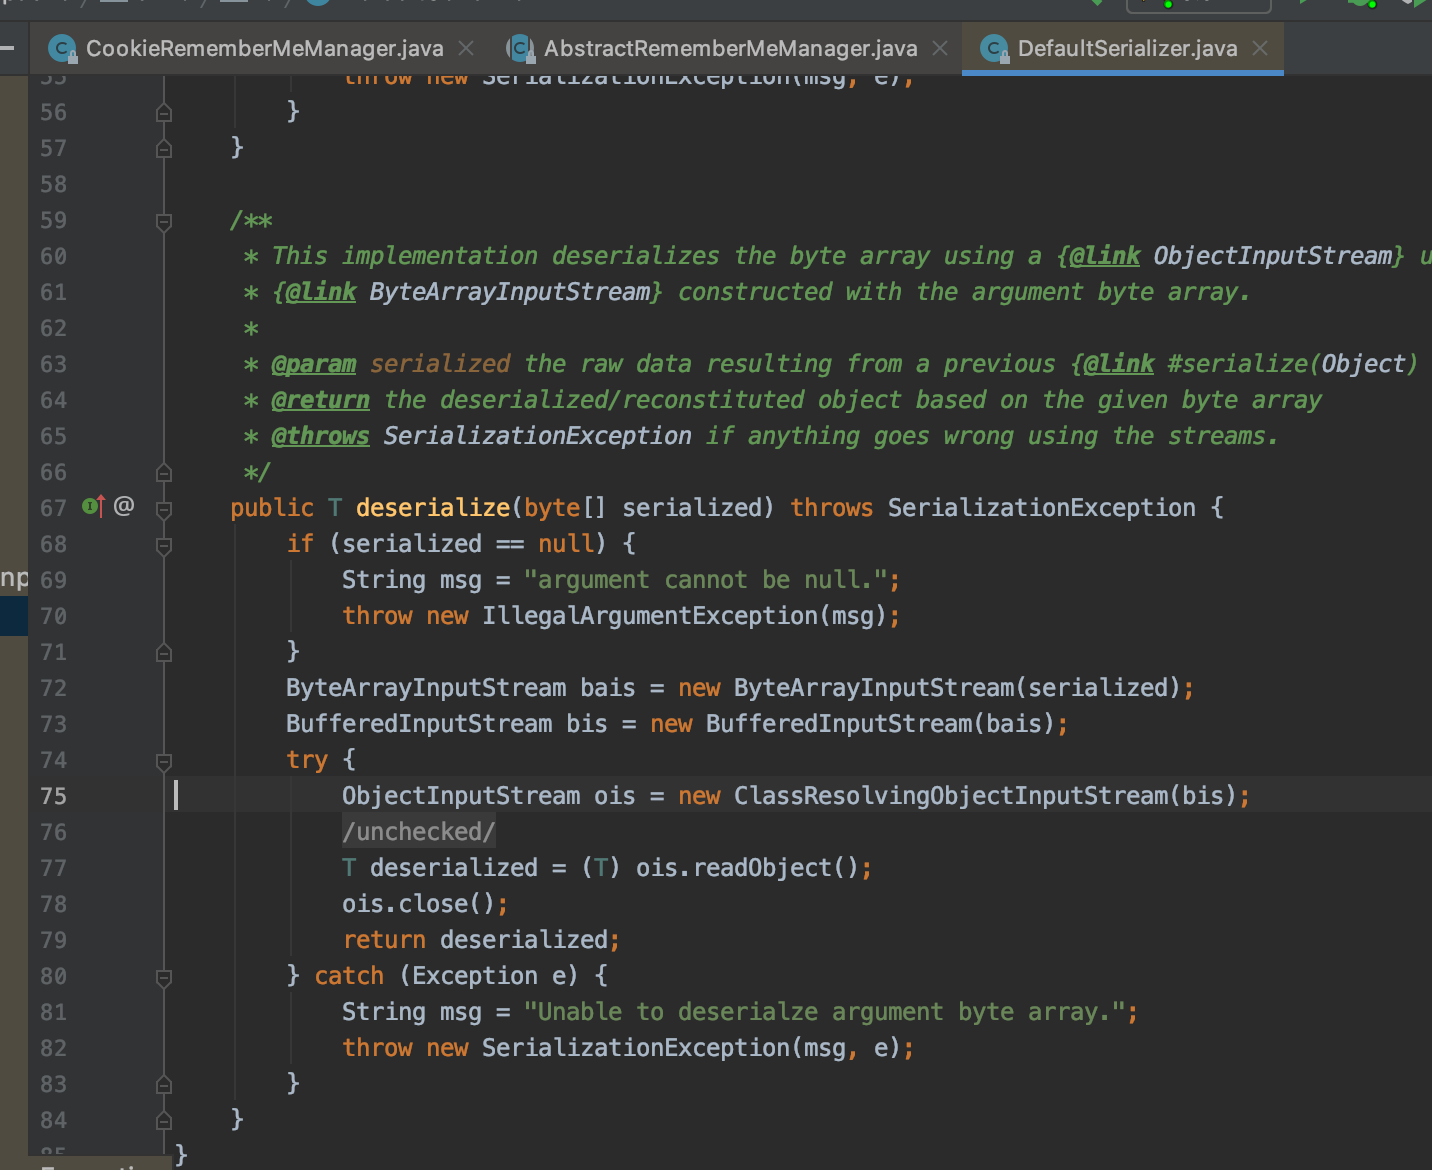 CookieRememberMeManager.java AbstractRememberMeManager.java DefaultSerializer.java
55 throw new SerializationException(msg, e);
56 }
57 }
58
59 /**
60 * This implementation deserializes the byte array using a {@link ObjectInputStream} u
61 * {@link ByteArrayInputStream} constructed with the argument byte array.
62 *
63 * @param serialized the raw data resulting from a previous {@link #serialize(Object)
64 * @return the deserialized/reconstituted object based on the given byte array
65 * @throws SerializationException if anything goes wrong using the streams.
66 */
67 @ public T deserialize(byte[] serialized) throws SerializationException {
68 if (serialized == null) {
np 69 String msg = "argument cannot be null.";
70 throw new IllegalArgumentException(msg);
71 }
72 ByteArrayInputStream bais = new ByteArrayInputStream(serialized);
73 BufferedInputStream bis = new BufferedInputStream(bais);
74 try {
75 ObjectInputStream ois = new ClassResolvingObjectInputStream(bis);
76 /unchecked/
77 T deserialized = (T) ois.readObject();
78 ois.close();
79 return deserialized;
80 } catch (Exception e) {
81 String msg = "Unable to deserialze argument byte array.";
82 throw new SerializationException(msg, e);
83 }
84 }
85 }